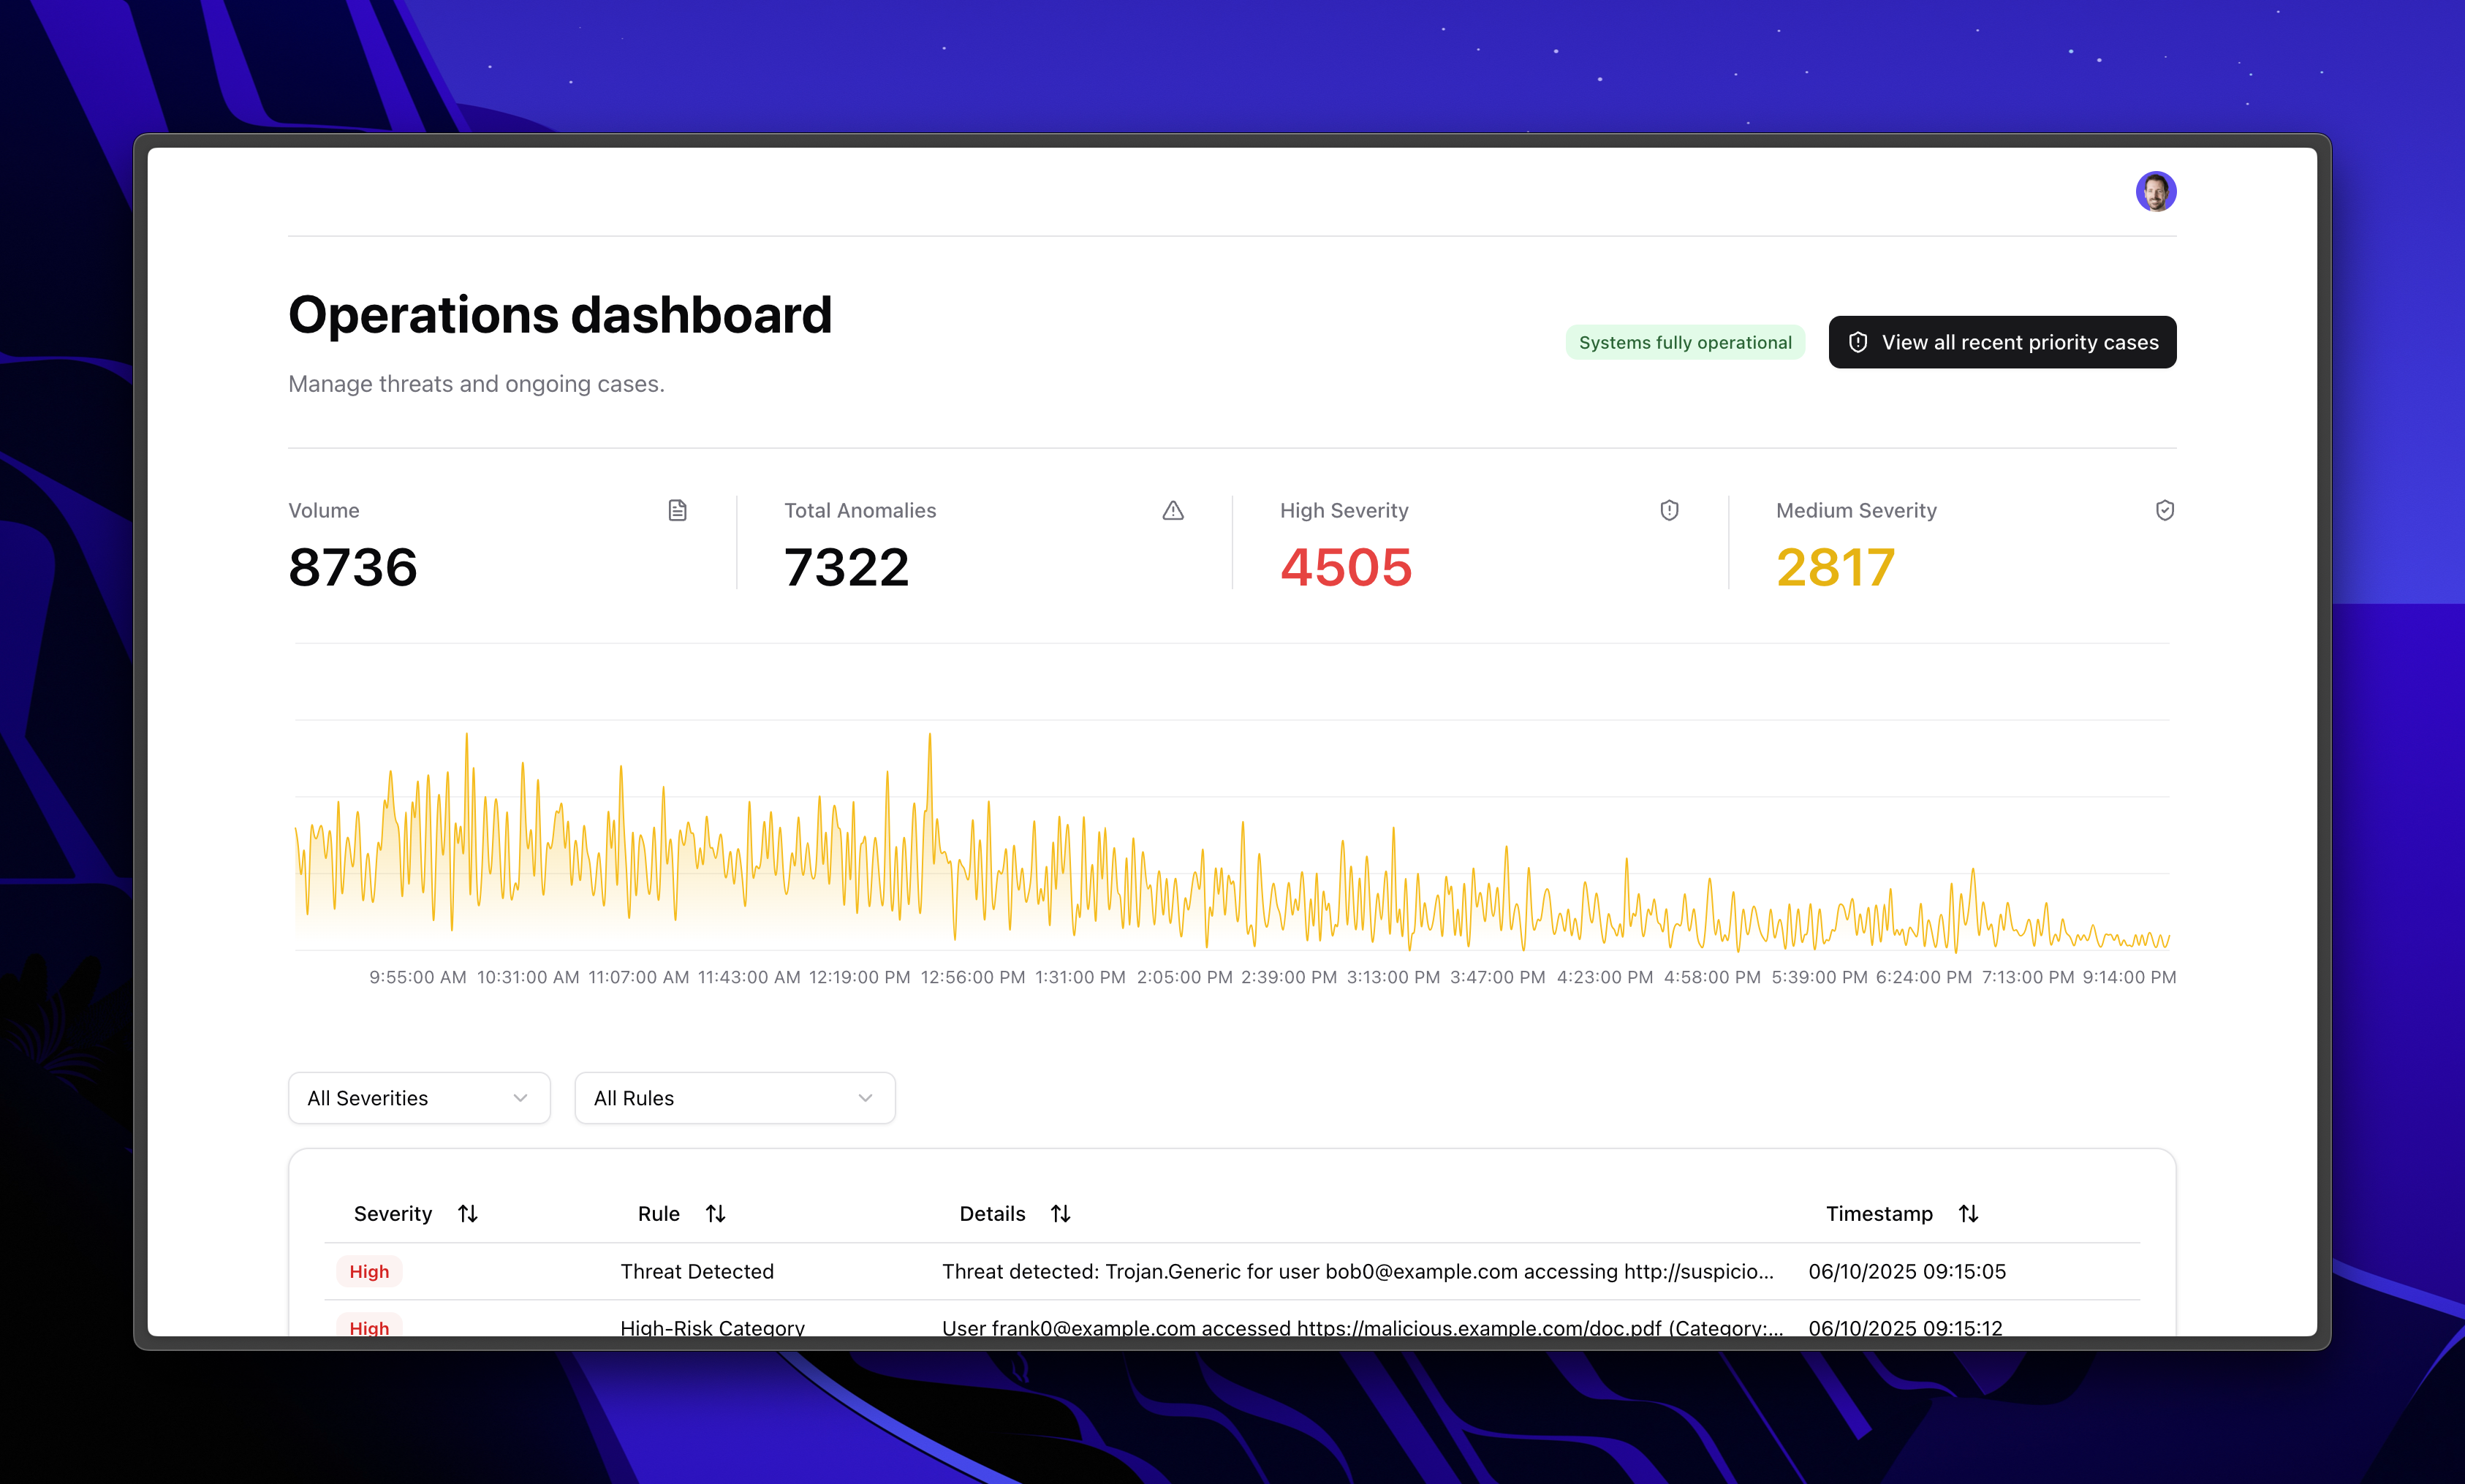 Operations dashboard
Manage threats and ongoing cases.
Systems fully operational
View all recent priority cases
Volume
8736
Total Anomalies
7322
High Severity
4505
Medium Severity
2817
9:55:00 AM 10:31:00 AM 11:07:00 AM 11:43:00 AM 12:19:00 PM 12:56:00 PM 1:31:00 PM 2:05:00 PM 2:39:00 PM 3:13:00 PM 3:47:00 PM 4:23:00 PM 4:58:00 PM 5:39:00 PM 6:24:00 PM 7:13:00 PM 9:14:00 PM
All Severities All Rules
Severity Rule Details Timestamp
High Threat Detected Threat detected: Trojan.Generic for user bob0@example.com accessing http://suspicio... 06/10/2025 09:15:05
High High-Risk Category User frank0@example.com accessed https://malicious.example.com/doc.pdf (Category:... 06/10/2025 09:15:12